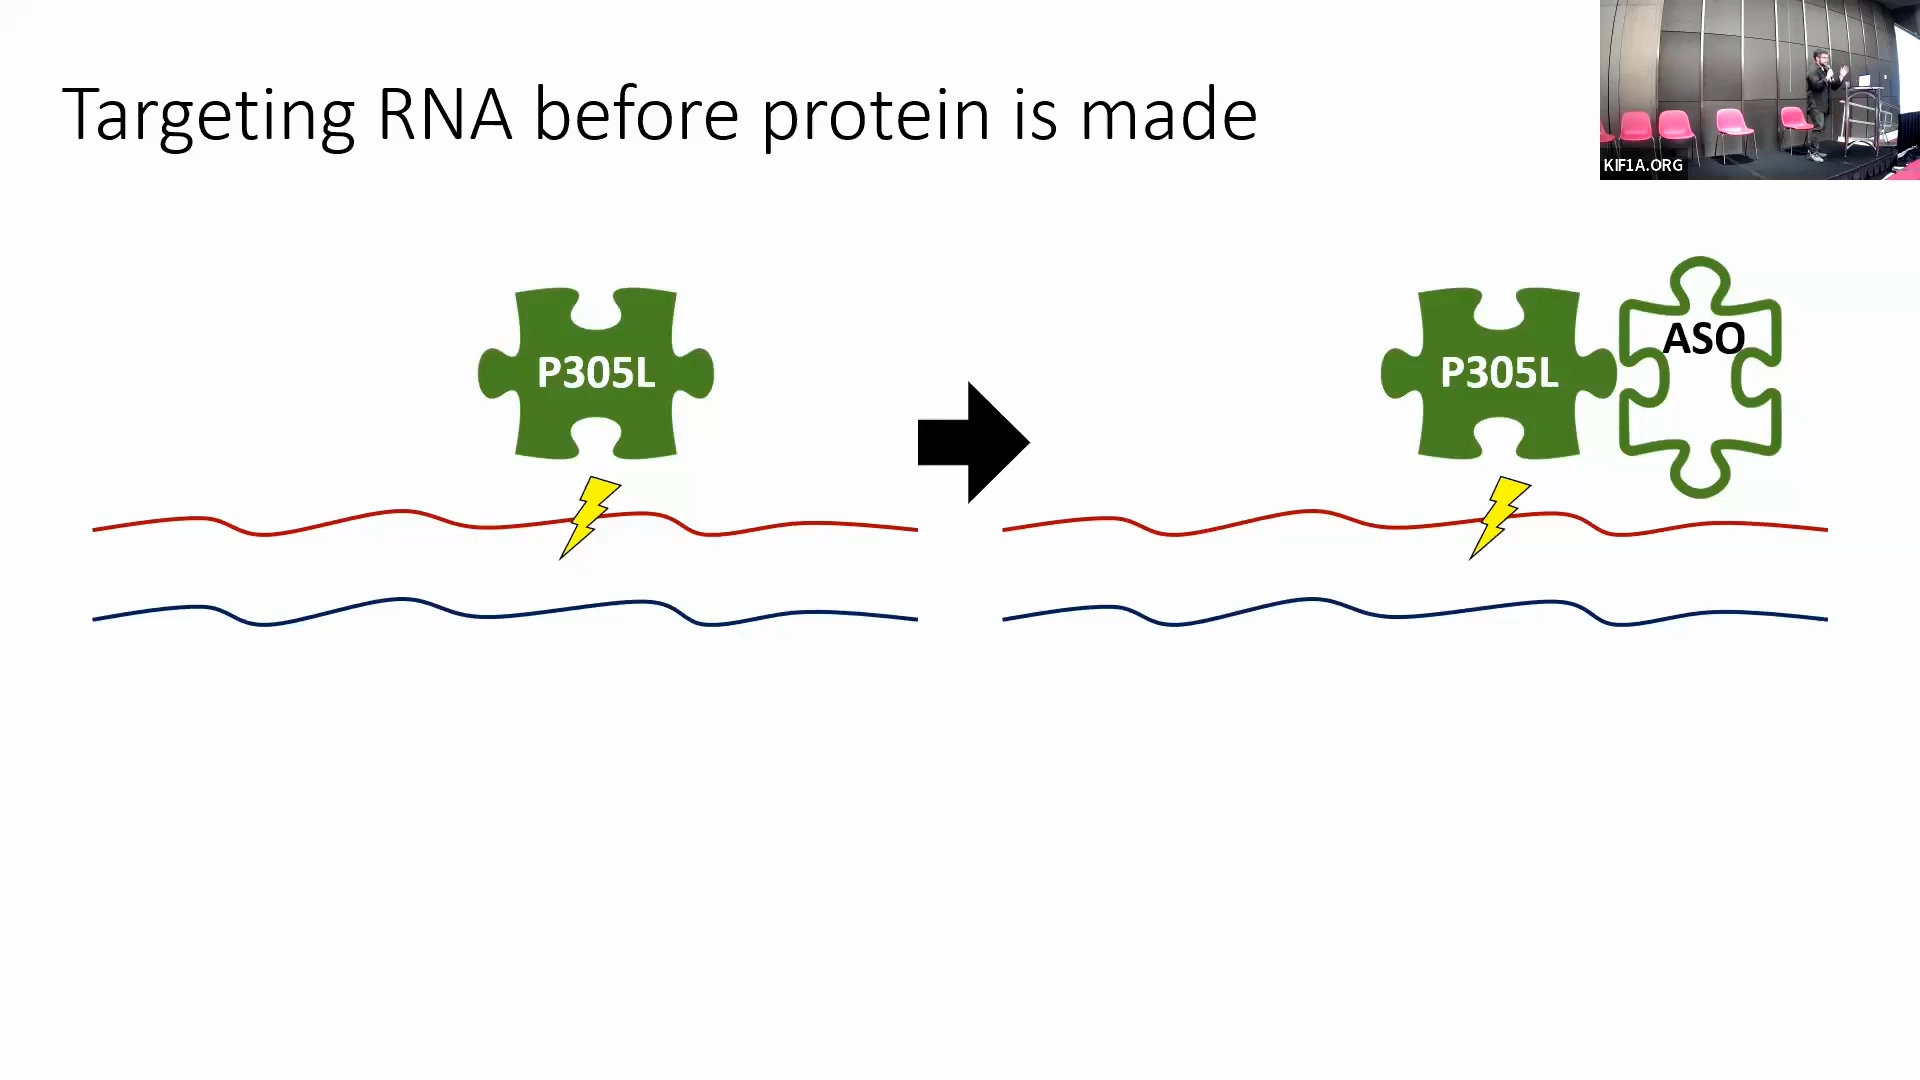 Targeting RNA before protein is made
KIF1A.ORG
P305L
P305L
ASO